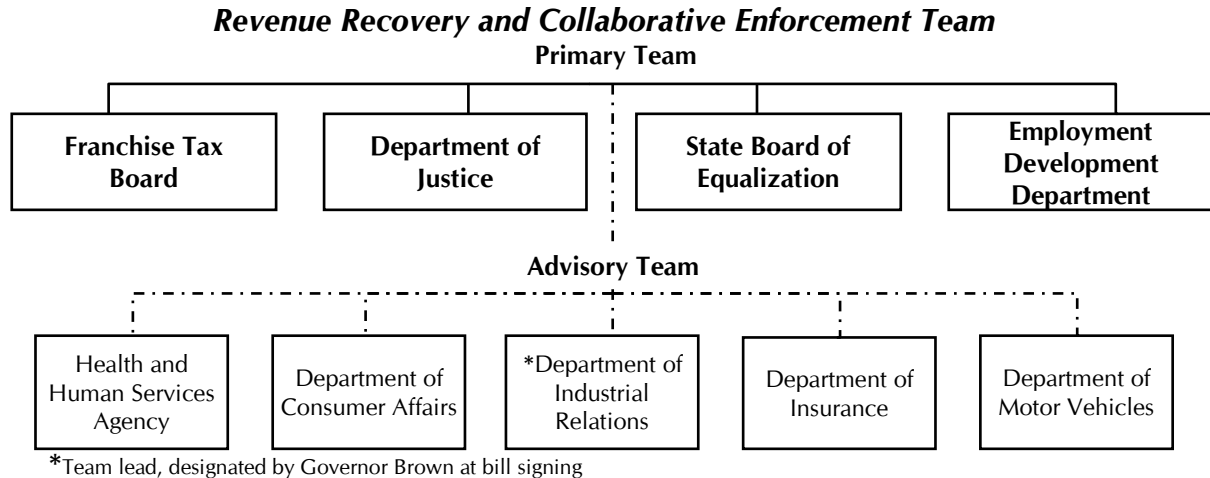 Revenue Recovery and Collaborative Enforcement Team
Primary Team
Franchise Tax
Board
Department of
Justice
State Board of
Equalization
Employment
Development
Department
Advisory Team
Health and
Human Services
Agency
Department of
Consumer Affairs
*Department of
Industrial
Relations
Department of
Insurance
Department of
Motor Vehicles
*Team lead, designated by Governor Brown at bill signing